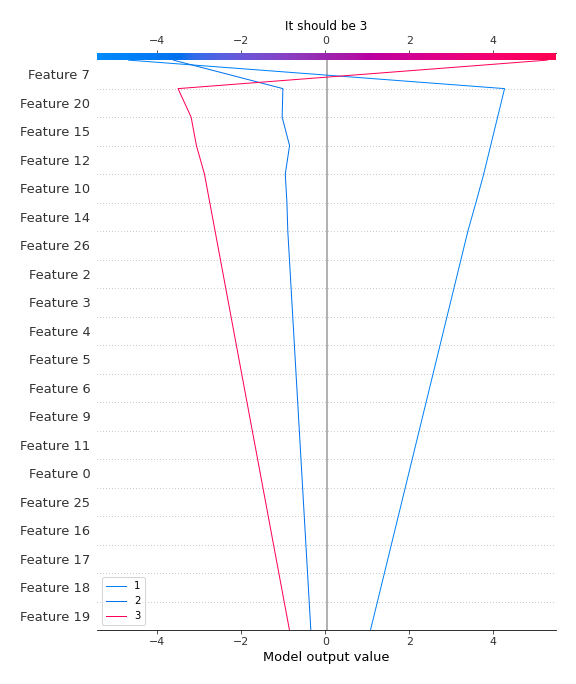 It should be 3
−4 −2 0 2 4
Feature 7
Feature 20
Feature 15
Feature 12
Feature 10
Feature 14
Feature 26
Feature 2
Feature 3
Feature 4
Feature 5
Feature 6
Feature 9
Feature 11
Feature 0
Feature 25
Feature 16
Feature 17
Feature 18
Feature 19
1
2
3
−4 −2 0 2 4
Model output value